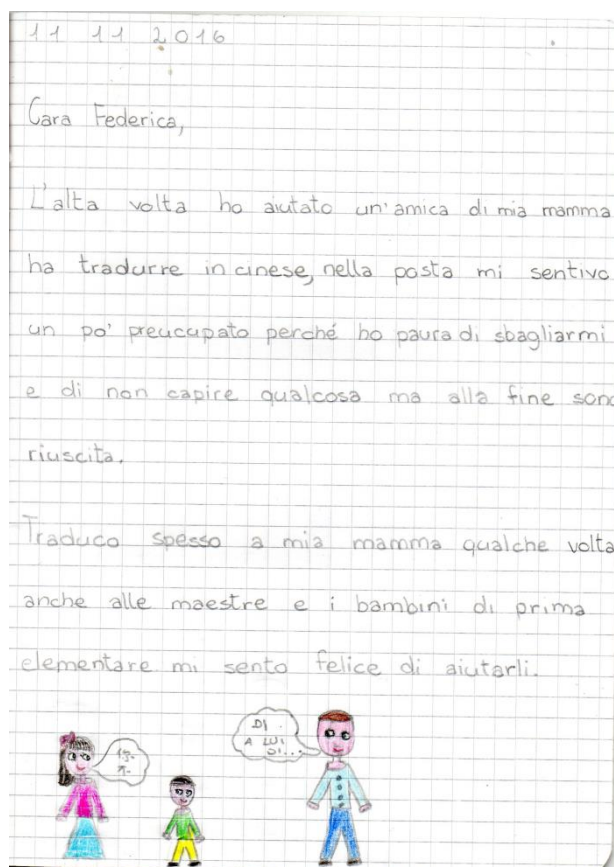 11 11 2016
Cara Federica,
L'alta volta ho aiutato un'amica di mia mamma
ha tradurre in cinese, nella posta mi sentivo
un po' preucupato perché ho paura di sbagliarmi
e di non capire qualcosa ma alla fine sono
riuscita.
Traduco spesso a mia mamma qualche volta
anche alle maestre e i bambini di prima
elementare mi sento felice di aiutarli.
DI
A LUI
DI...